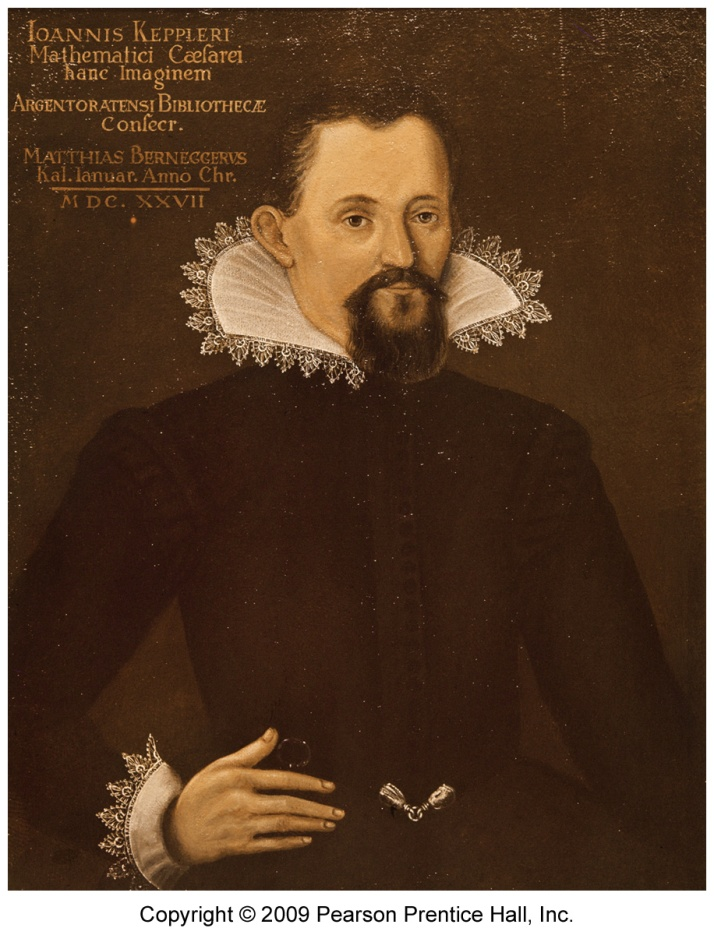 IOANNIS KEPPLERI
Mathematici Cæſarei
hanc Imaginem
ARGENTORATENSI BIBLIOTHECÆ
Conſecr.
MATTHIAS BERNEGGERVS
Kal. Ianuar. Anno Chr.
M DC. XXVII
Copyright © 2009 Pearson Prentice Hall, Inc.